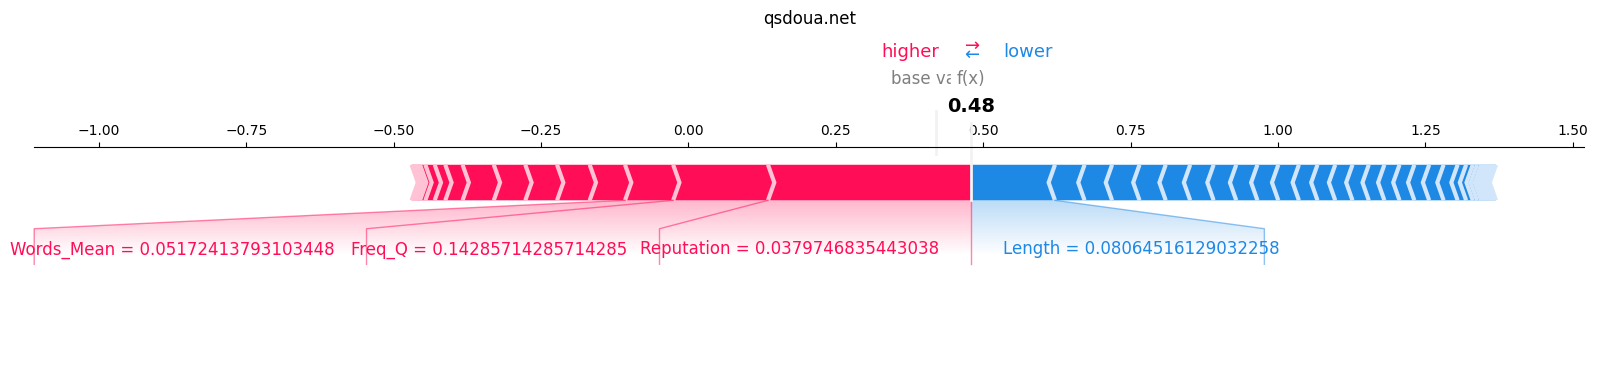 qsdoua.net
higher → ← lower
base va f(x)
0.48
−1.00 −0.75 −0.50 −0.25 0.00 0.25 0.50 0.75 1.00 1.25 1.50
Words_Mean = 0.05172413793103448 Freq_Q = 0.14285714285714285 Reputation = 0.0379746835443038 Length = 0.08064516129032258